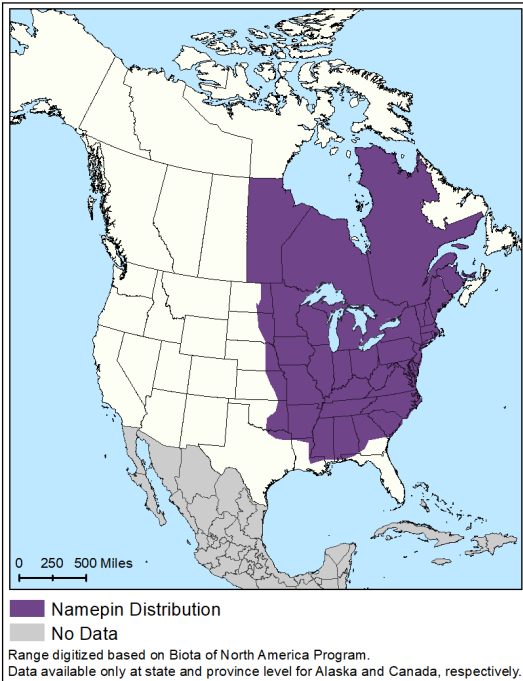 0 250 500 Miles
Namepin Distribution
No Data
Range digitized based on Biota of North America Program.
Data available only at state and province level for Alaska and Canada, respectively.